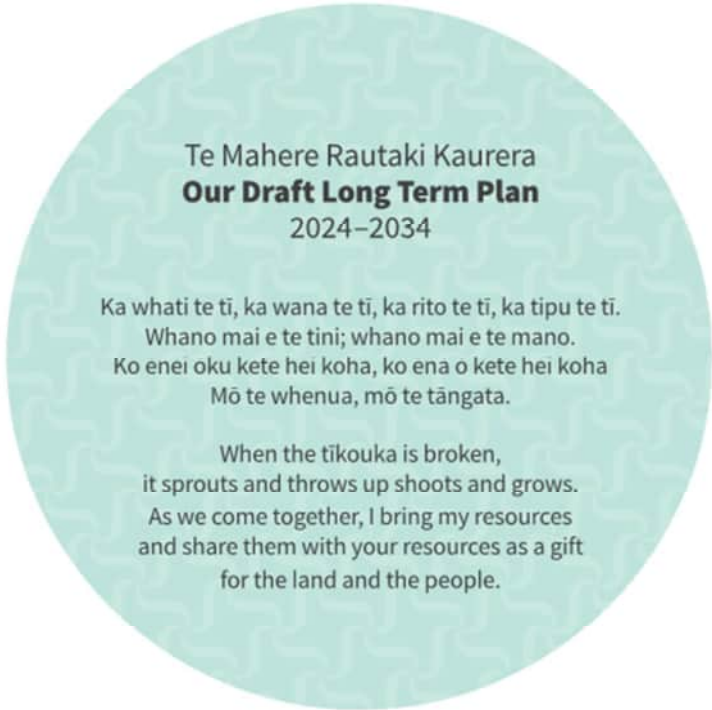 Te Mahere Rautaki Kaurera
Our Draft Long Term Plan
2024–2034
Ka whati te tī, ka wana te tī, ka rito te tī, ka tipu te tī.
Whano mai e te tini; whano mai e te mano.
Ko enei oku kete hei koha, ko ena o kete hei koha
Mō te whenua, mō te tāngata.
When the tīkouka is broken,
it sprouts and throws up shoots and grows.
As we come together, I bring my resources
and share them with your resources as a gift
for the land and the people.